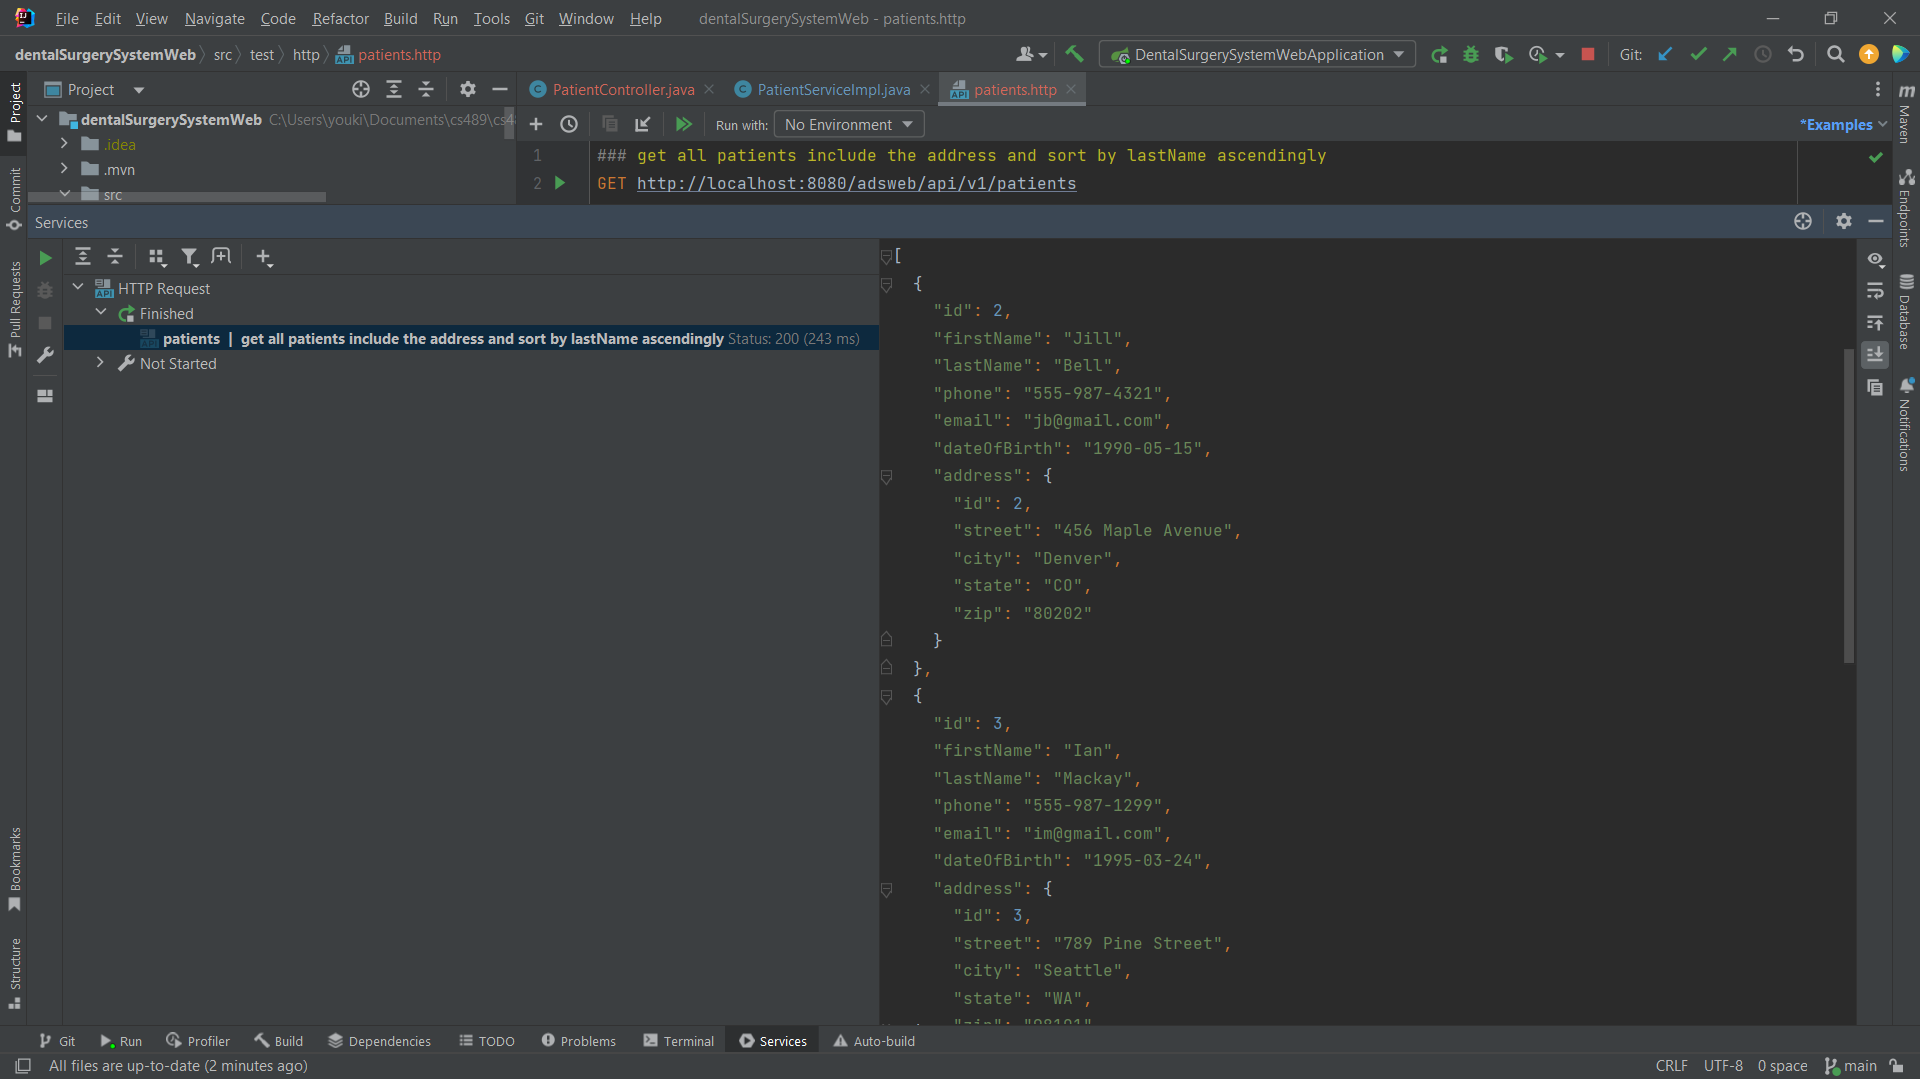 File Edit View Navigate Code Refactor Build Run Tools Git Window Help dentalSurgerySystemWeb - patients.http
dentalSurgerySystemWeb src test http patients.http DentalSurgerySystemWebApplication Git:
Project PatientController.java PatientServiceImpl.java patients.http
dentalSurgerySystemWeb C:\Users\youki\Documents\cs489\cs48
.idea
.mvn
src
Run with: No Environment *Examples
1 ### get all patients include the address and sort by lastName ascendingly
2 GET http://localhost:8080/adsweb/api/v1/patients
Services
HTTP Request
Finished
patients | get all patients include the address and sort by lastName ascendingly Status: 200 (243 ms)
Not Started
[
{
"id": 2,
"firstName": "Jill",
"lastName": "Bell",
"phone": "555-987-4321",
"email": "jb@gmail.com",
"dateOfBirth": "1990-05-15",
"address": {
"id": 2,
"street": "456 Maple Avenue",
"city": "Denver",
"state": "CO",
"zip": "80202"
}
},
{
"id": 3,
"firstName": "Ian",
"lastName": "Mackay",
"phone": "555-987-1299",
"email": "im@gmail.com",
"dateOfBirth": "1995-03-24",
"address": {
"id": 3,
"street": "789 Pine Street",
"city": "Seattle",
"state": "WA",
Project
Commit
Pull Requests
Bookmarks
Structure
Maven
Endpoints
Database
Notifications
Git Run Profiler Build Dependencies TODO Problems Terminal Services Auto-build
All files are up-to-date (2 minutes ago) CRLF UTF-8 0 space main